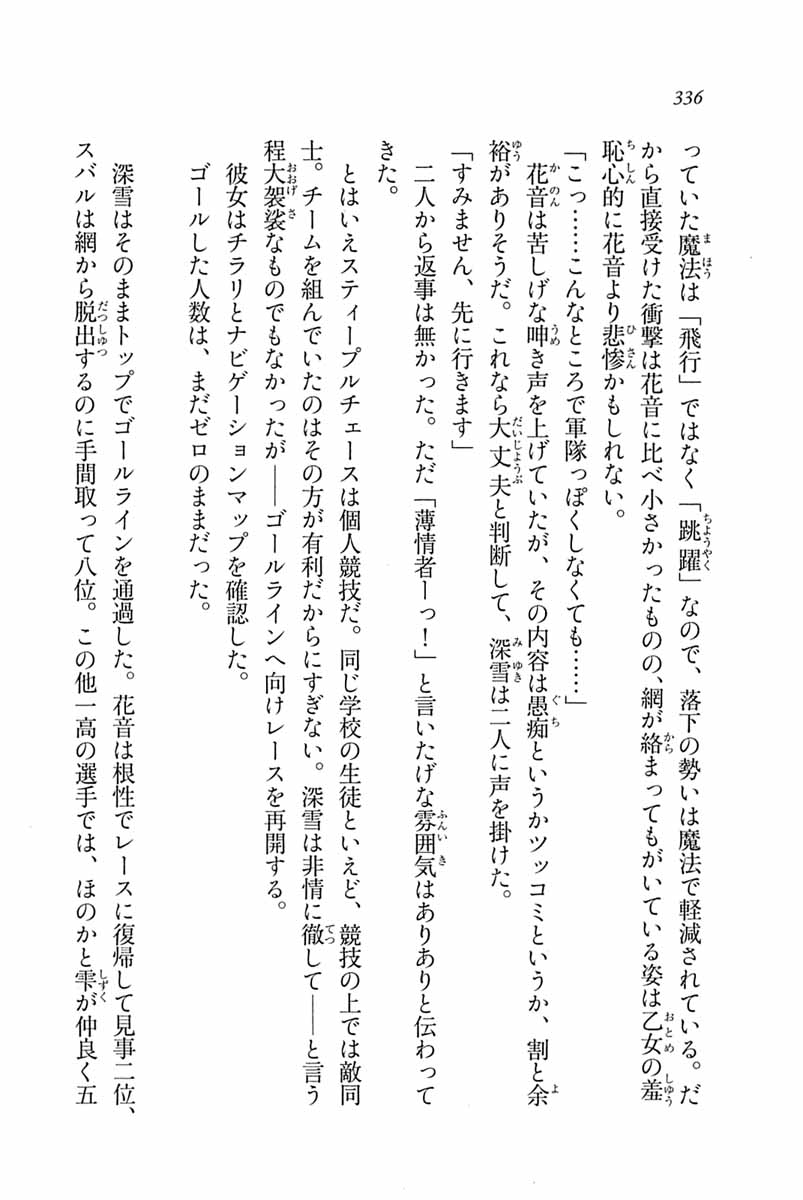 336
っていた魔法は「飛行」ではなく「跳躍」なので、落下の勢いは魔法で軽減されている。だ
から直接受けた衝撃は花音に比べ小さかったものの、網が絡まってもがいている姿は乙女の羞
恥心的に花音より悲惨かもしれない。
「こっ……こんなところで軍隊っぽくしなくても……」
花音は苦しげな呻き声を上げていたが、その内容は愚痴というかツッコミというか、割と余
裕がありそうだ。これなら大丈夫と判断して、深雪は二人に声を掛けた。
「すみません、先に行きます」
二人から返事は無かった。ただ「薄情者ーっ！」と言いたげな雰囲気はありありと伝わって
きた。
とはいえスティープルチェースは個人競技だ。同じ学校の生徒といえど、競技の上では敵同
士。チームを組んでいたのはその方が有利だからにすぎない。深雪は非情に徹して――と言う
程大袈裟なものでもなかったが――ゴールラインへ向けレースを再開する。
彼女はチラリとナビゲーションマップを確認した。
ゴールした人数は、まだゼロのままだった。
深雪はそのままトップでゴールラインを通過した。花音は根性でレースに復帰して見事二位、
スバルは網から脱出するのに手間取って八位。この他一高の選手では、ほのかと雫が仲良く五